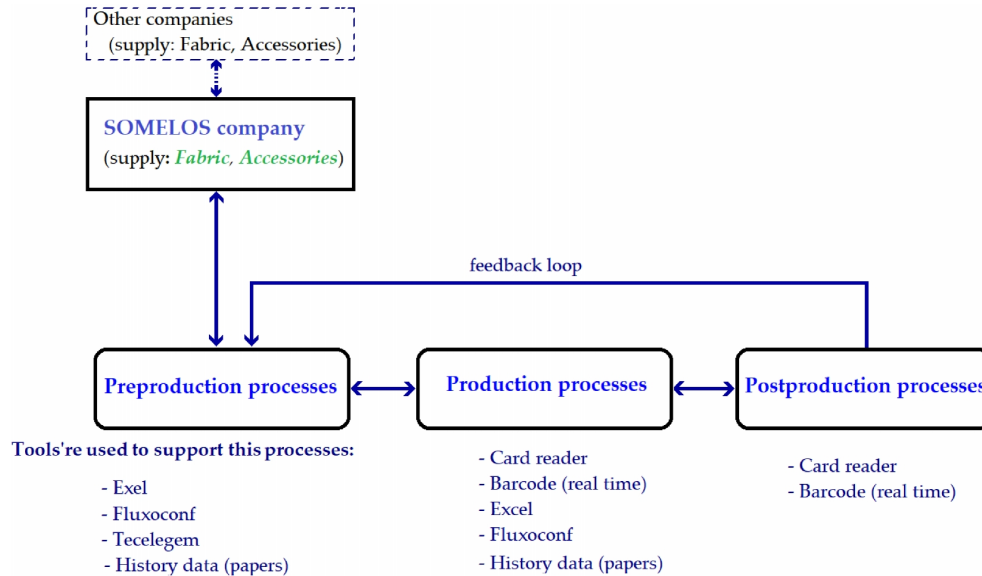 Other companies
(supply: Fabric, Accessories)
SOMELOS company
(supply: Fabric, Accessories)
feedback loop
Preproduction processes
Production processes
Postproduction processes
Tools're used to support this processes:
- Exel
- Fluxoconf
- Tecelegem
- History data (papers)
- Card reader
- Barcode (real time)
- Excel
- Fluxoconf
- History data (papers)
- Card reader
- Barcode (real time)